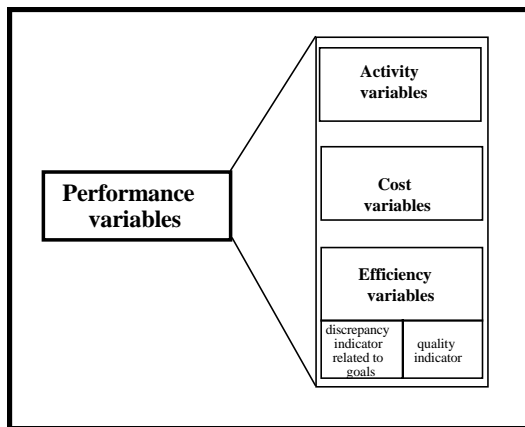 Performance
variables
Activity
variables
Cost
variables
Efficiency
variables
discrepancy
indicator
related to
goals
quality
indicator